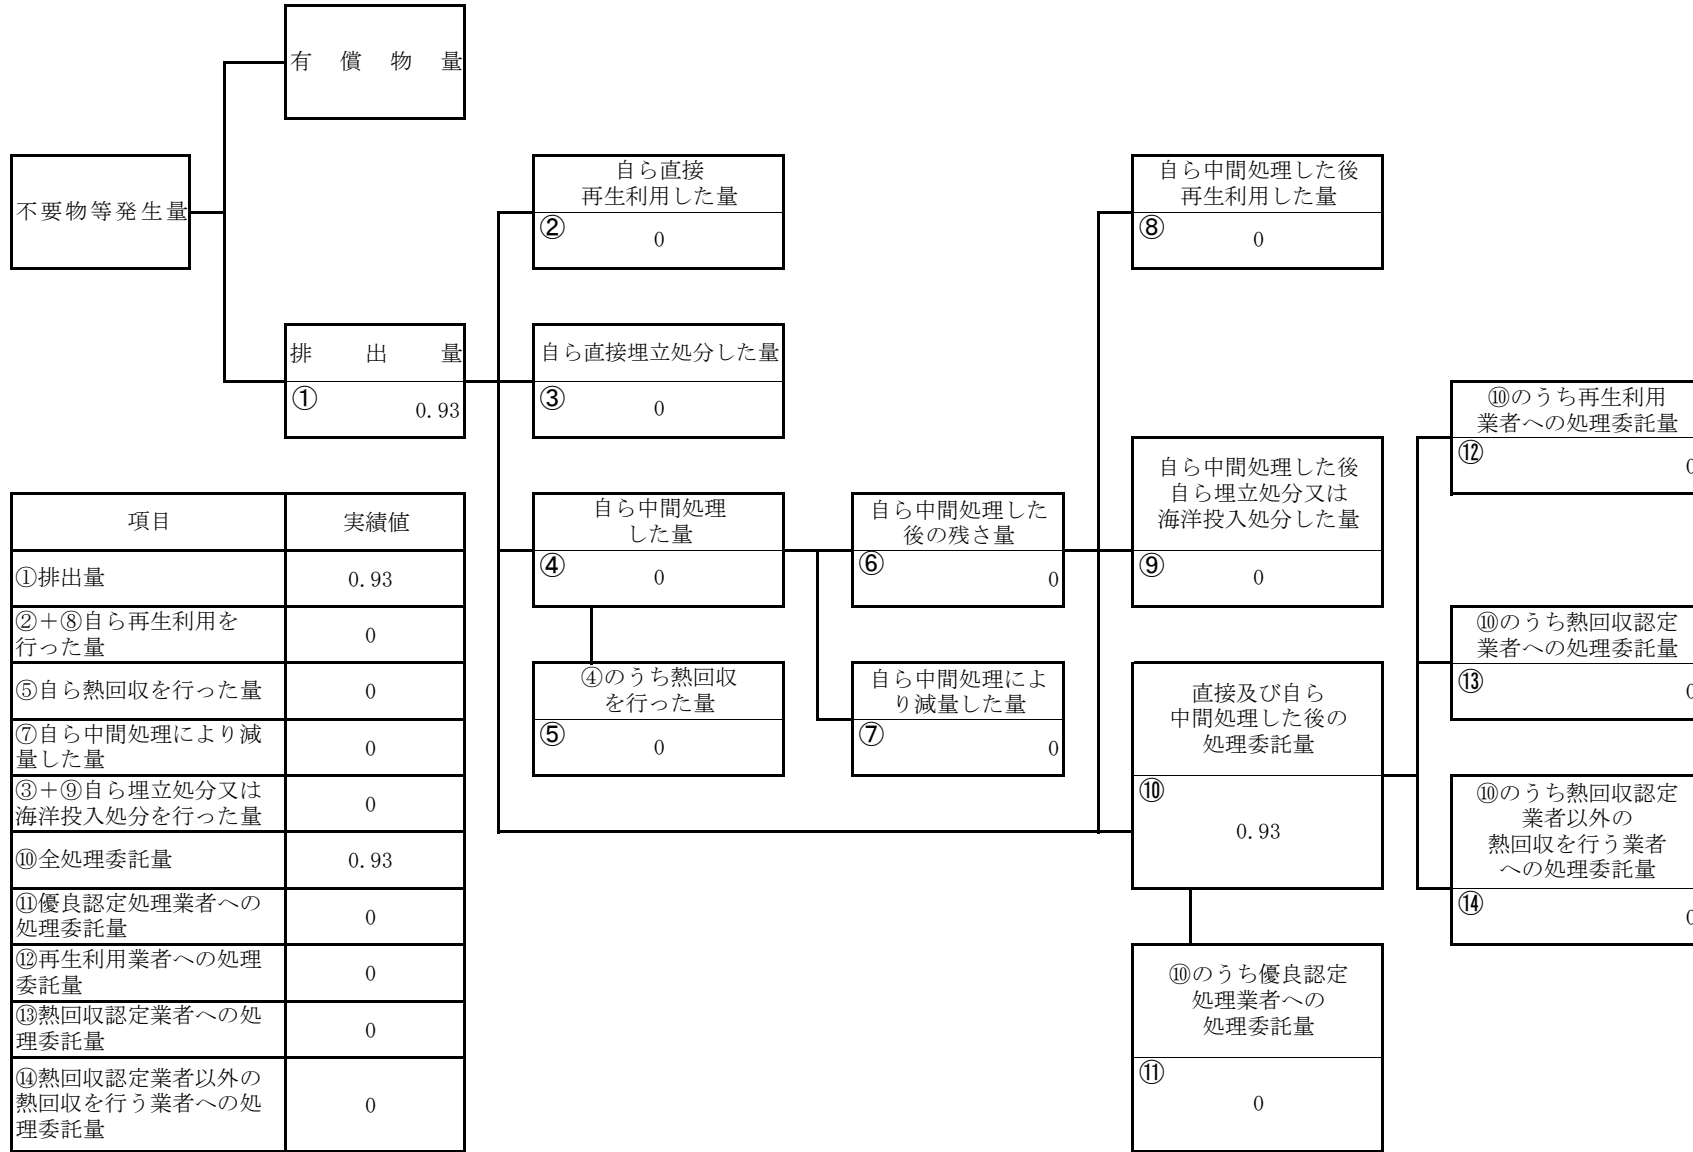 有償物量
不要物等発生量
排出量
①
0.93
自ら直接
再生利用した量
②
0
自ら直接埋立処分した量
③
0
自ら中間処理
した量
④
0
④のうち熱回収
を行った量
⑤
0
自ら中間処理した
後の残さ量
⑥
0
自ら中間処理によ
り減量した量
⑦
0
自ら中間処理した後
再生利用した量
⑧
0
自ら中間処理した後
自ら埋立処分又は
海洋投入処分した量
⑨
0
直接及び自ら
中間処理した後の
処理委託量
⑩
0.93
⑩のうち優良認定
処理業者への
処理委託量
⑪
0
⑩のうち再生利用
業者への処理委託量
⑫
0
⑩のうち熱回収認定
業者への処理委託量
⑬
0
⑩のうち熱回収認定
業者以外の
熱回収を行う業者
への処理委託量
⑭
0
項目 実績値
①排出量 0.93
②+⑧自ら再生利用を
行った量
0
⑤自ら熱回収を行った量 0
⑦自ら中間処理により減
量した量
0
③+⑨自ら埋立処分又は
海洋投入処分を行った量
0
⑩全処理委託量 0.93
⑪優良認定処理業者への
処理委託量
0
⑫再生利用業者への処理
委託量
0
⑬熱回収認定業者への処
理委託量
0
⑭熱回収認定業者以外の
熱回収を行う業者への処
理委託量
0